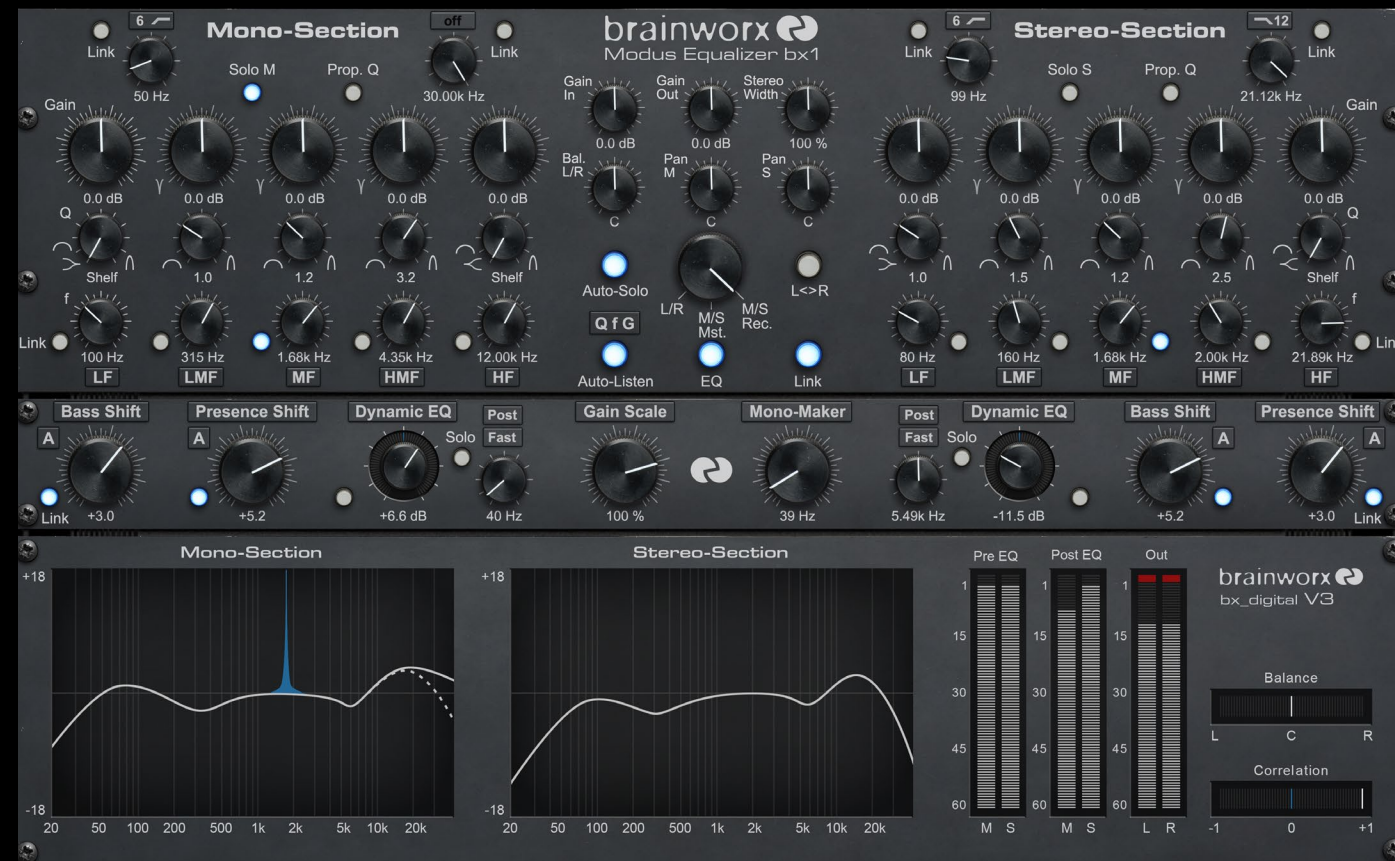 6 off brainworx 6 12
Mono-Section Stereo-Section
Link Link Modus Equalizer bx1 Link Link
Solo M Prop. Q Solo S Prop. Q
50 Hz 30.00k Hz 99 Hz 21.12k Hz
Gain Gain In Gain Out Stereo Width Gain
0.0 dB 0.0 dB 100 %
0.0 dB 0.0 dB 0.0 dB 0.0 dB 0.0 dB Bal. L/R Pan M Pan S 0.0 dB 0.0 dB 0.0 dB 0.0 dB 0.0 dB
Q C C C Q
Shelf 1.0 1.2 3.2 Shelf 1.0 1.5 1.2 2.5 Shelf
Auto-Solo L<>R
f L/R M/S Mst. M/S Rec. f
Q f G
Link Lin
100 Hz 315 Hz 1.68k Hz 4.35k Hz 12.00k Hz 80 Hz 160 Hz 1.68k Hz 2.00k Hz 21.89k Hz
LF LMF MF HMF HF Auto-Listen EQ Link LF LMF MF HMF HF
Bass Shift Presence Shift Dynamic EQ Post Gain Scale Mono-Maker Post Dynamic EQ Bass Shift Presence Shift
A A Solo Fast Fast Solo A A
Link +3.0 +5.2 +6.6 dB 40 Hz 100 % 39 Hz 5.49k Hz -11.5 dB +5.2 +3.0 Link
Mono-Section Stereo-Section Pre EQ Post EQ Out
+18 +18 1 1 1 brainworx
bx_digital V3
15 15 15
Balance
30 30 30
L C R
45 45 45
Correlation
-18 -18 60 60 60
20 50 100 200 500 1k 2k 5k 10k 20k 20 50 100 200 500 1k 2k 5k 10k 20k M S M S L R -1 0 +1